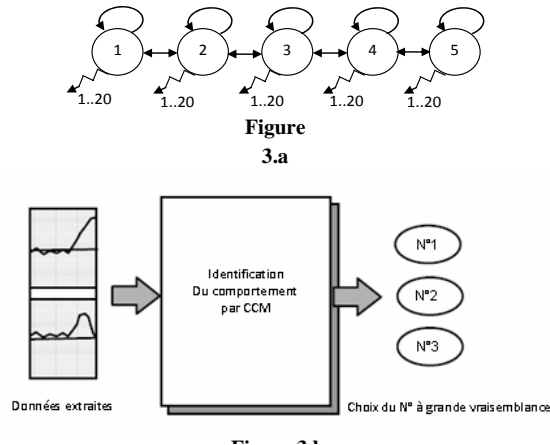 1 2 3 4 5
1..20 1..20 1..20 1..20 1..20
Figure
3.a
Identification
Du comportement
par CCM
N°1
N°2
N°3
Données extraites
Choix du N° à grande vraisemblance